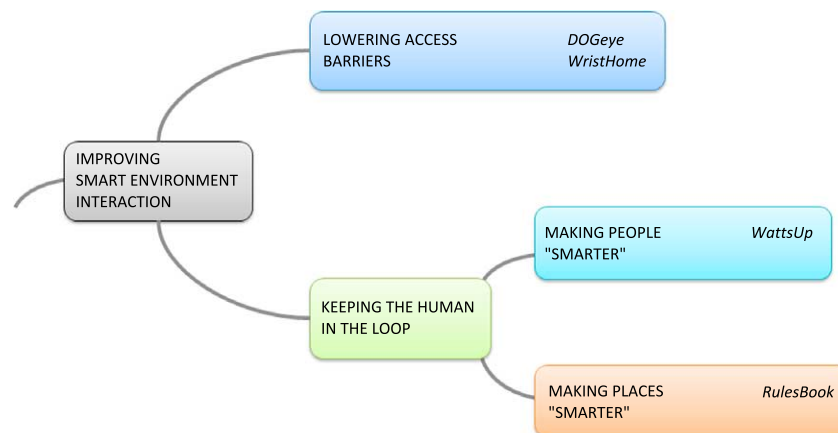 LOWERING ACCESS DOGeye
BARRIERS WristHome
IMPROVING
SMART ENVIRONMENT
INTERACTION
MAKING PEOPLE WattsUp
"SMARTER"
KEEPING THE HUMAN
IN THE LOOP
MAKING PLACES RulesBook
"SMARTER"